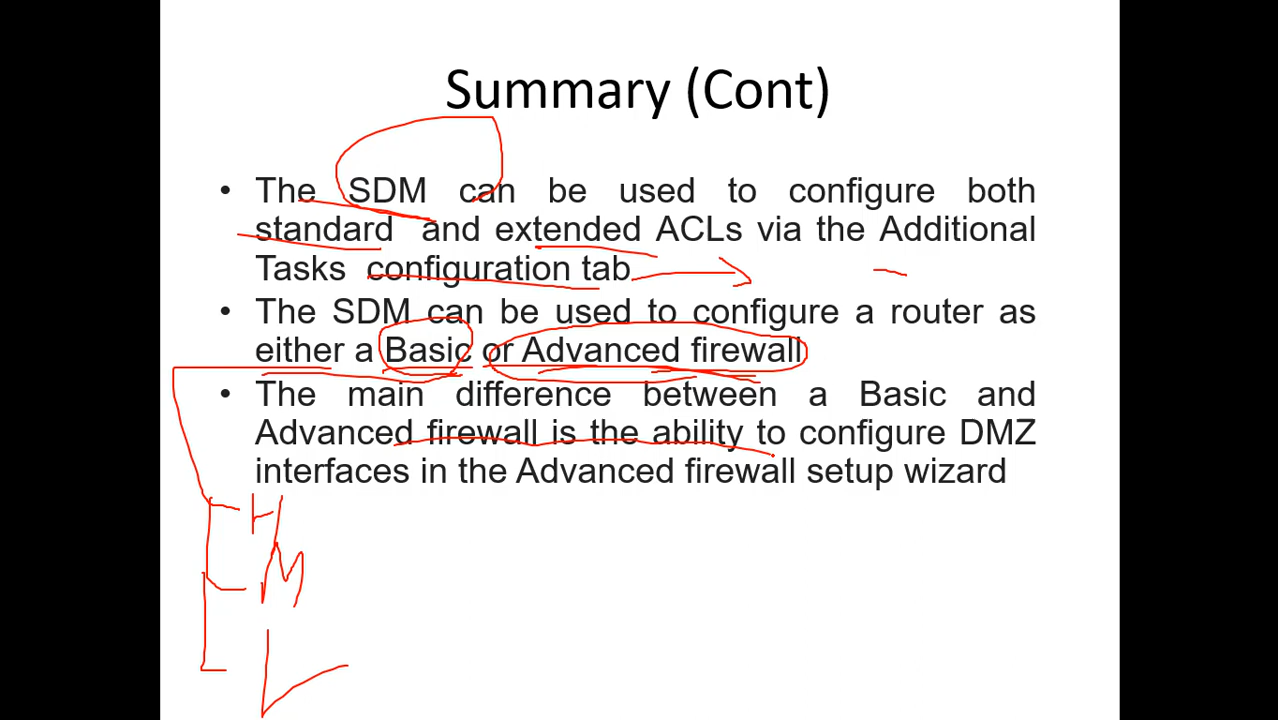 Summary (Cont)
• The SDM can be used to configure both
standard and extended ACLs via the Additional
Tasks configuration tab
• The SDM can be used to configure a router as
either a Basic or Advanced firewall
• The main difference between a Basic and
Advanced firewall is the ability to configure DMZ
interfaces in the Advanced firewall setup wizard
H
M
L